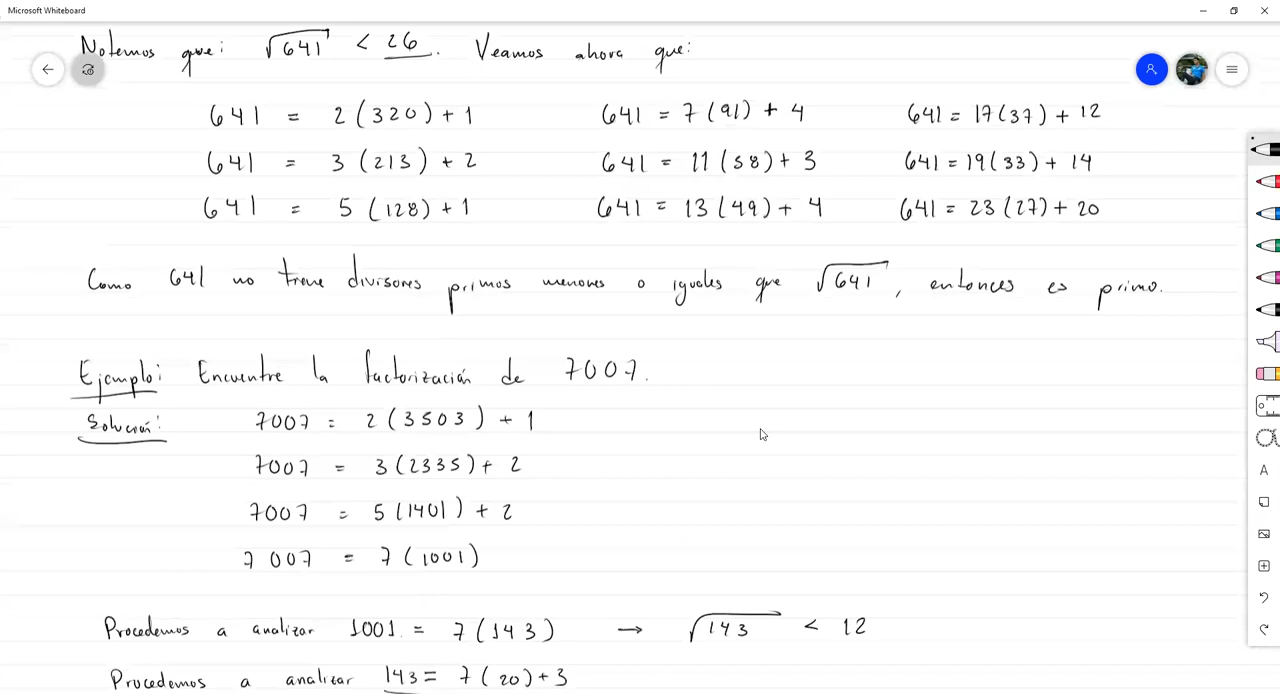 Microsoft Whiteboard
Notemos que: √641 < 26. Veamos ahora que:
641 = 2(320)+1 641 = 7(91) + 4 641 = 17(37) + 12
641 = 3(213)+2 641 = 11(58)+3 641 = 19(33) + 14
641 = 5(128)+1 641 = 13(49)+4 641 = 23(27)+20
Como 641 no tiene divisores primos menores o iguales que √641, entonces es primo.
Ejemplo: Encuentre la factorización de 7007.
Solución: 7007 = 2(3503) + 1
7007 = 3(2335)+2
7007 = 5(1401)+2
7007 = 7(1001)
Procedemos a analizar 1001. = 7(143) → √143 < 12
Procedemos a analizar 143 = 7(20)+3
A